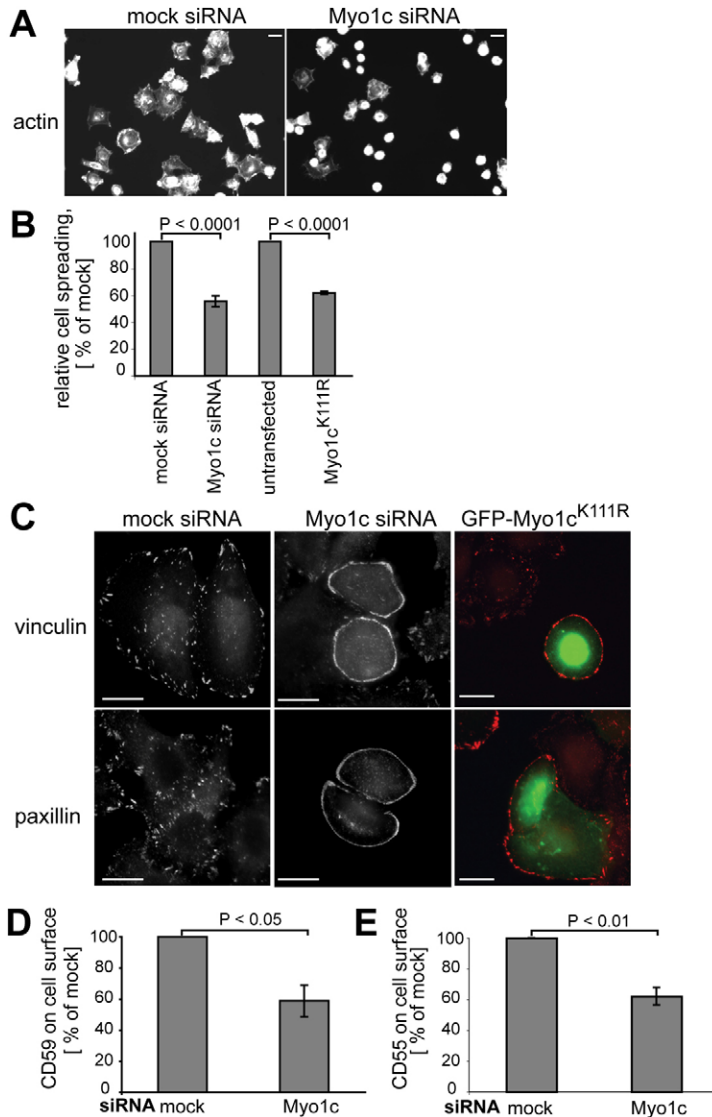 A
mock siRNA
Myo1c siRNA
actin
B
relative cell spreading,
[ % of mock]
P < 0.0001
P < 0.0001
100
80
60
40
20
0
mock siRNA
Myo1c siRNA
untransfected
Myo1cK111R
C
mock siRNA
Myo1c siRNA
GFP-Myo1cK111R
vinculin
paxillin
D
CD59 on cell surface
[ % of mock]
P < 0.05
100
80
60
40
20
0
siRNA mock
Myo1c
E
CD55 on cell surface
[ % of mock]
P < 0.01
100
80
60
40
20
0
siRNA mock
Myo1c